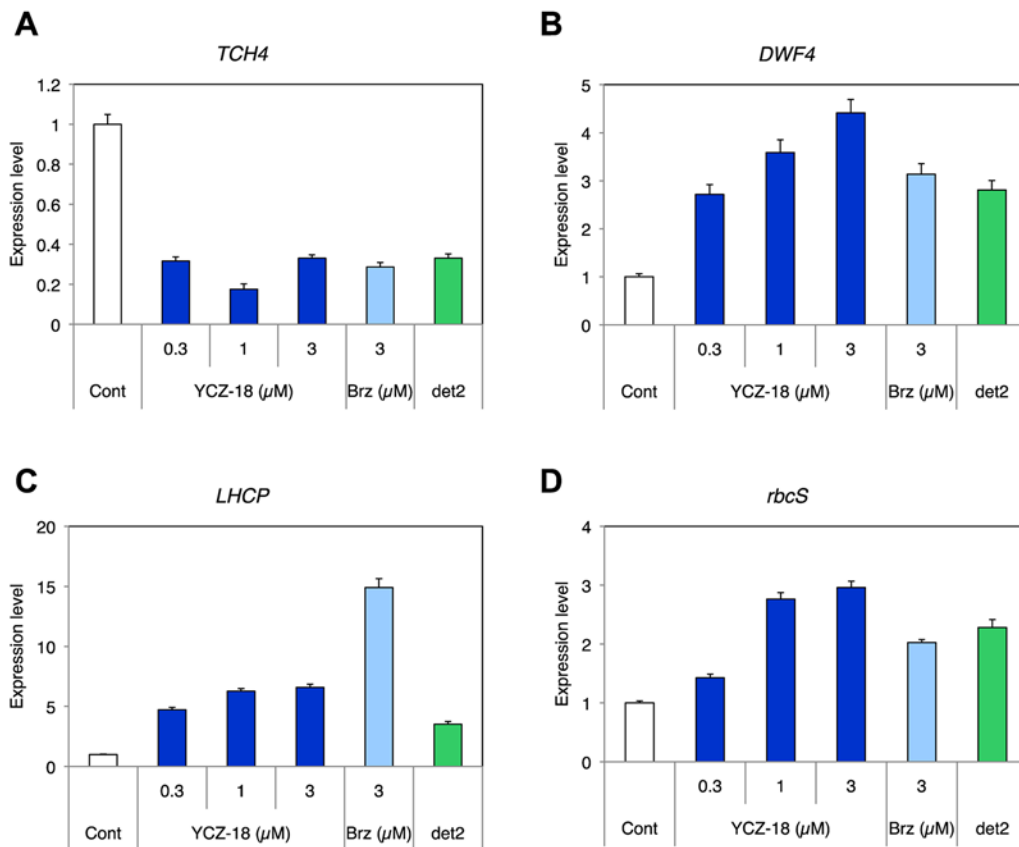 A
TCH4
Expression level
1.2
1
0.8
0.6
0.4
0.2
0
0.3 1 3 3
Cont YCZ-18 (µM) Brz (µM) det2
B
DWF4
Expression level
5
4
3
2
1
0
0.3 1 3 3
Cont YCZ-18 (µM) Brz (µM) det2
C
LHCP
Expression level
20
15
10
5
0
0.3 1 3 3
Cont YCZ-18 (µM) Brz (µM) det2
D
rbcS
Expression level
4
3
2
1
0
0.3 1 3 3
Cont YCZ-18 (µM) Brz (µM) det2